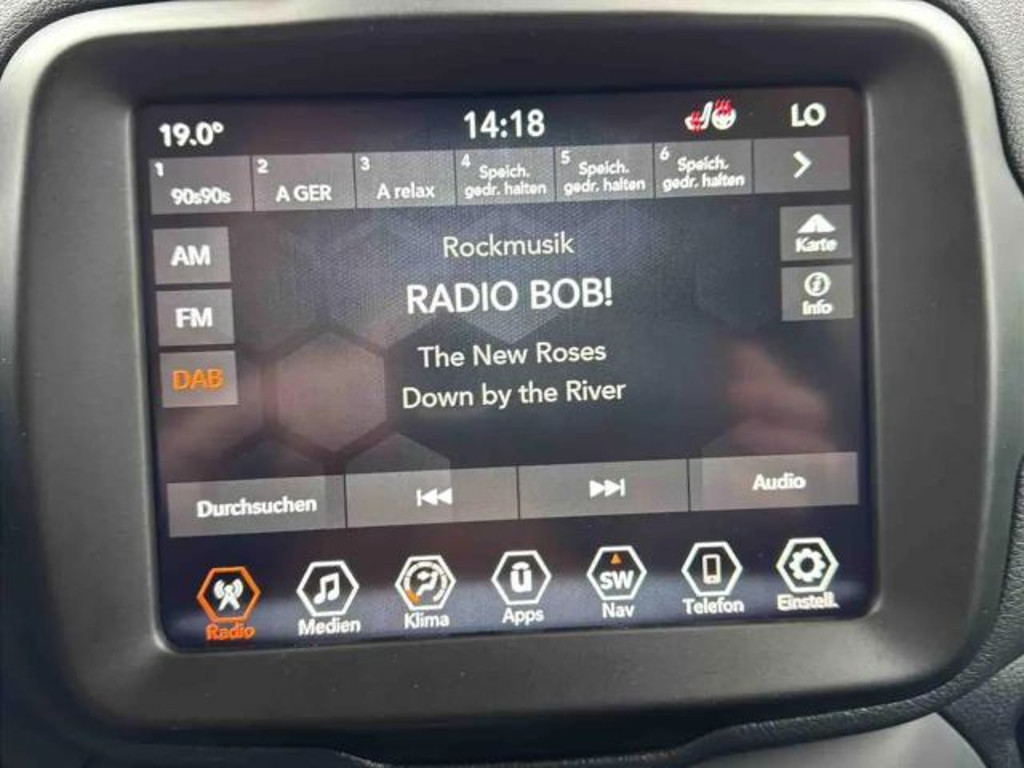 19.0°
14:18
LO
1
90s90s
2
A GER
3
A relax
4
Speich.
gedr. halten
5
Speich.
gedr. halten
6
Speich.
gedr. halten
AM
FM
DAB
Rockmusik
RADIO BOB!
The New Roses
Down by the River
Karte
Info
Durchsuchen
Audio
Radio
Medien
Klima
ū
Apps
SW
Nav
Telefon
Einstell.